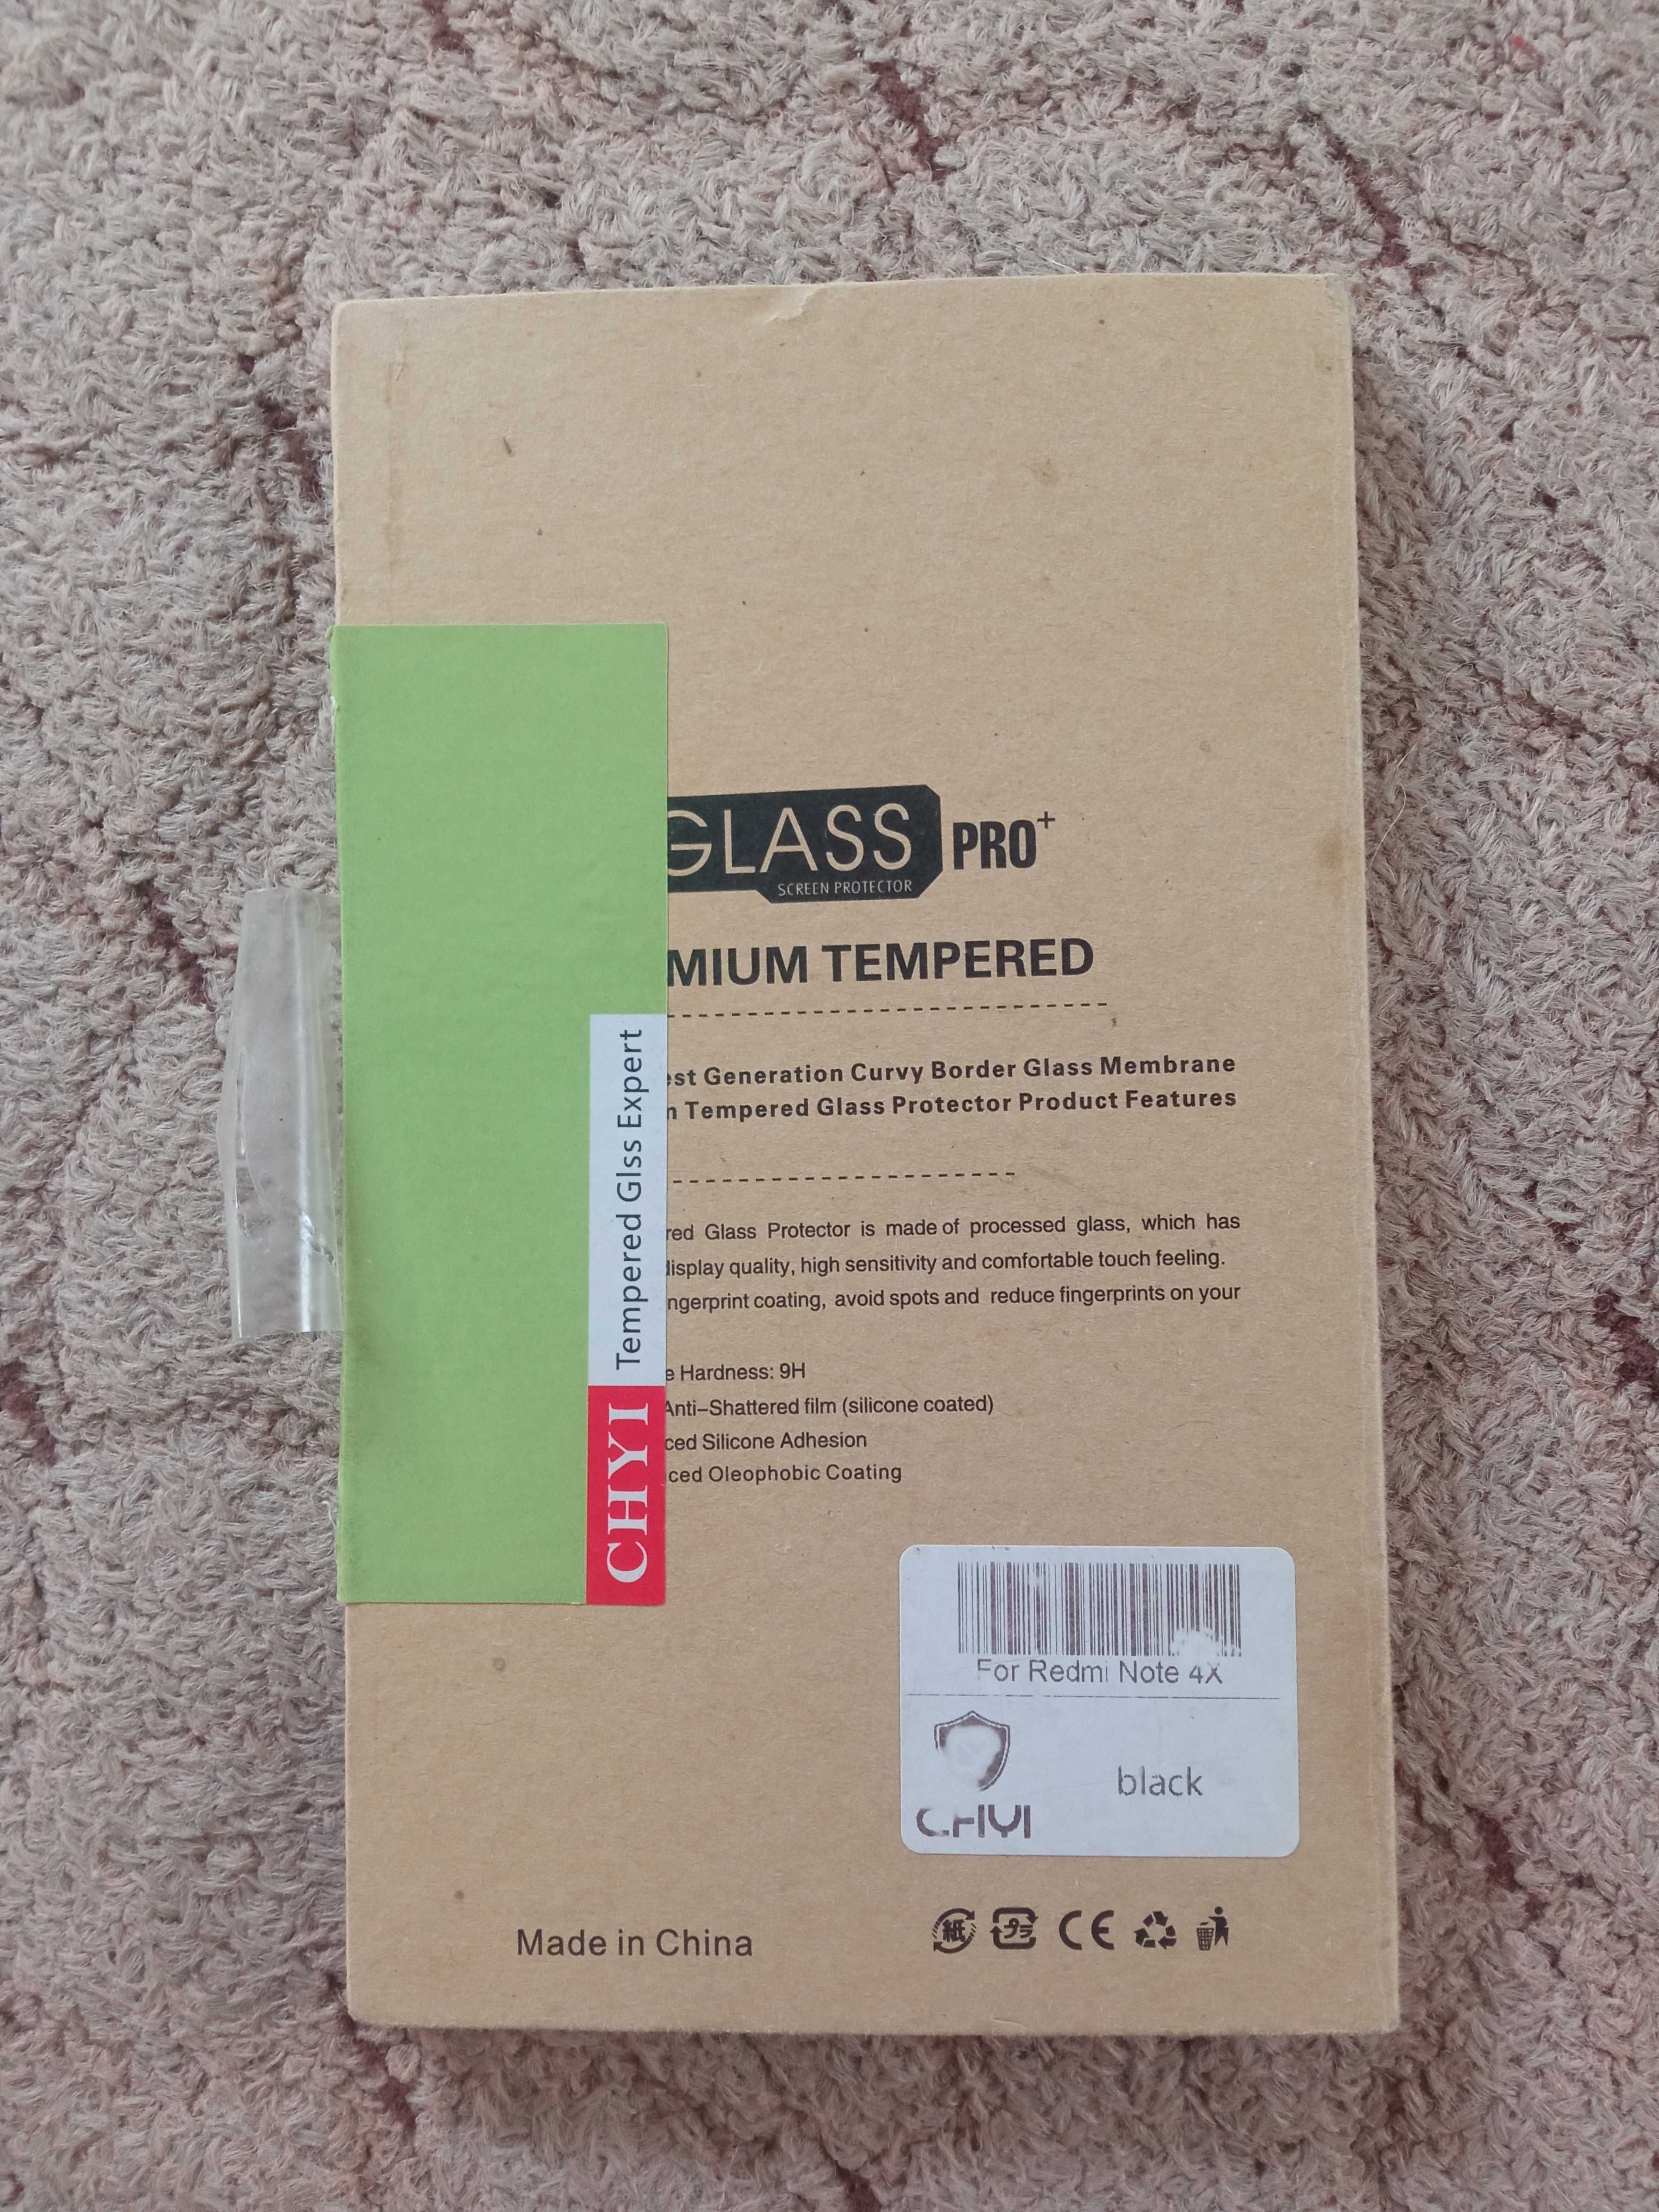 GLASS PRO+
SCREEN PROTECTOR
MIUM TEMPERED
est Generation Curvy Border Glass Membrane
n Tempered Glass Protector Product Features
red Glass Protector is made of processed glass, which has
display quality, high sensitivity and comfortable touch feeling.
ngerprint coating, avoid spots and reduce fingerprints on your
e Hardness: 9H
Anti-Shattered film (silicone coated)
ced Silicone Adhesion
ced Oleophobic Coating
CHYI Tempered Glss Expert
For Redmi Note 4X
black
CHYI
Made in China
紙 プラ CE